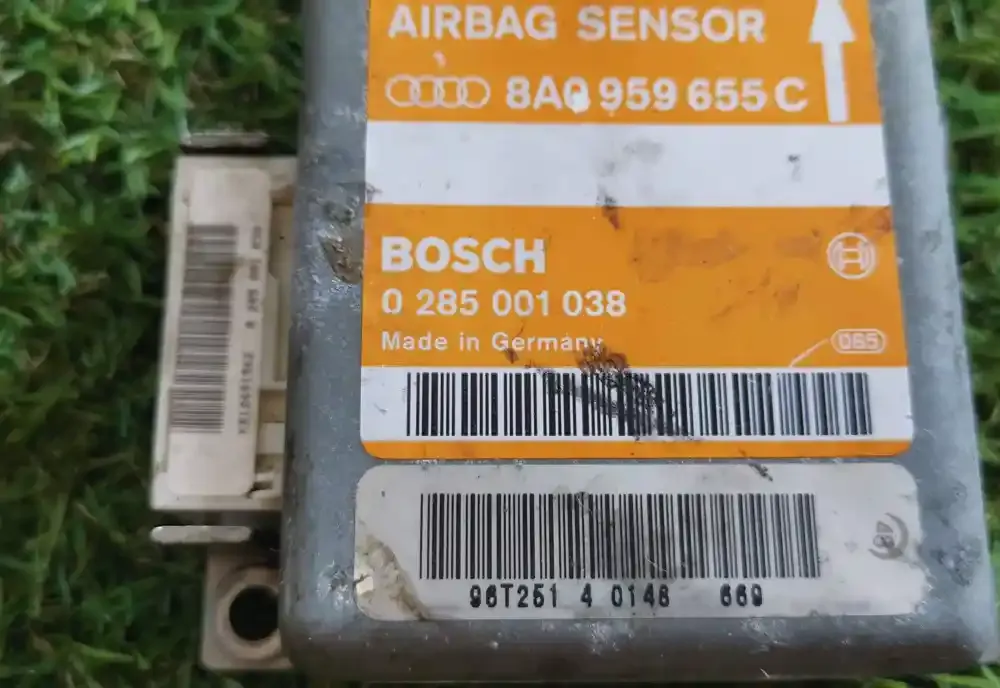 AIRBAG SENSOR
8A0 959 655 C
BOSCH
0 285 001 038
Made in Germany
065
96T251 4 0148 669